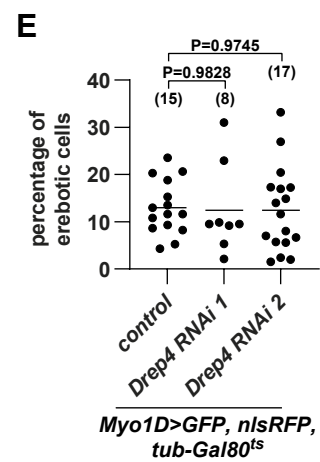 E
P=0.9745
P=0.9828
(17)
(15)
(8)
percentage of
erebotic cells
40
30
20
10
0
control
Drep4 RNAi 1
Drep4 RNAi 2
Myo1D>GFP, nlsRFP,
tub-Gal80ts